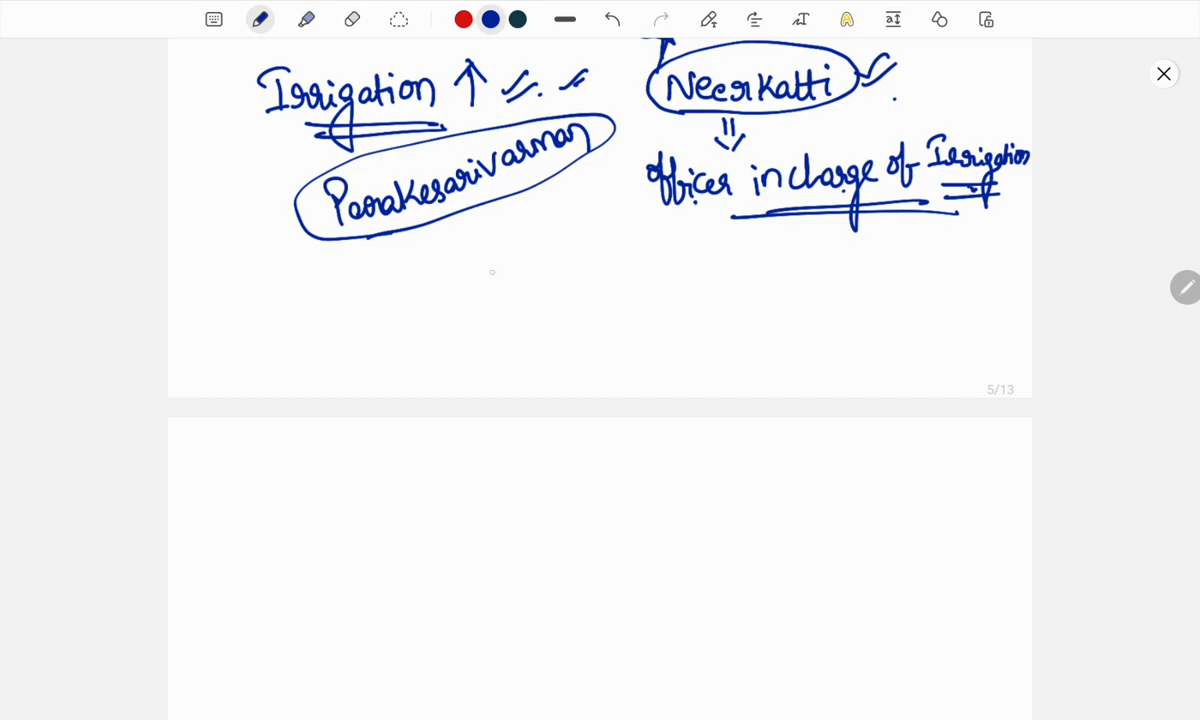 Irrigation ↑
Parakesarivarman
Neerkatti
⇓
officer incharge of Irrigation
5/13